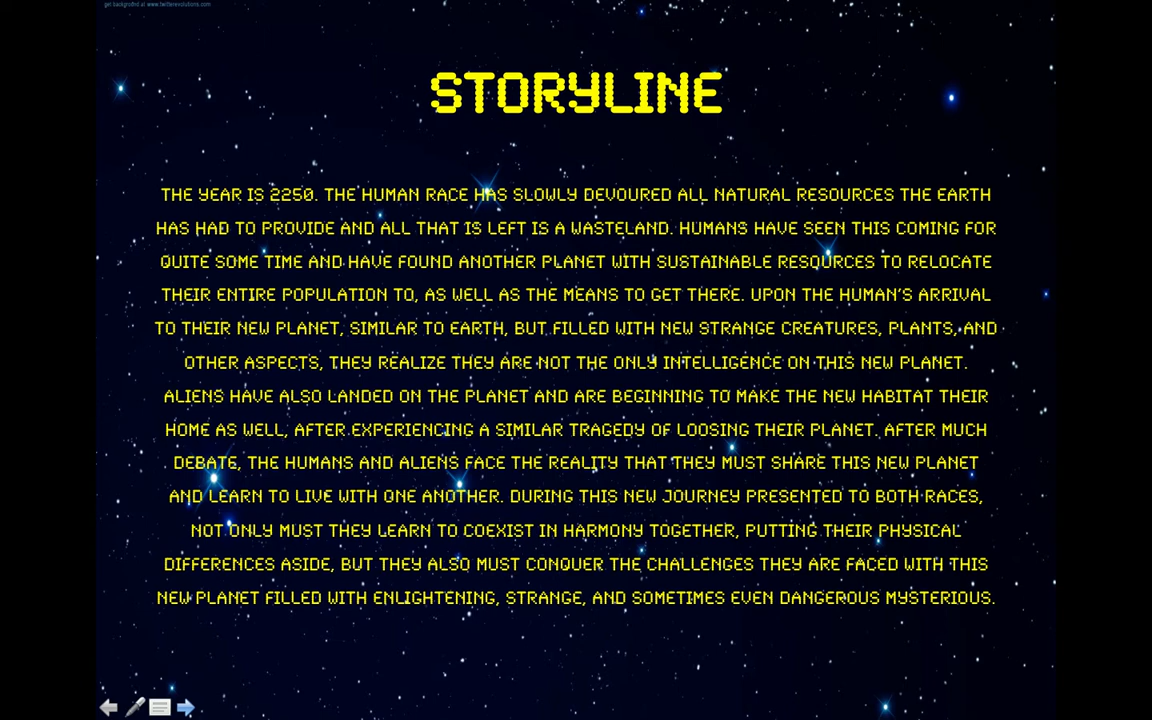 get background at www.twitterevolutions.com
STORYLINE
THE YEAR IS 2250. THE HUMAN RACE HAS SLOWLY DEVOURED ALL NATURAL RESOURCES THE EARTH
HAS HAD TO PROVIDE AND ALL THAT IS LEFT IS A WASTELAND. HUMANS HAVE SEEN THIS COMING FOR
QUITE SOME TIME AND HAVE FOUND ANOTHER PLANET WITH SUSTAINABLE RESOURCES TO RELOCATE
THEIR ENTIRE POPULATION TO, AS WELL AS THE MEANS TO GET THERE. UPON THE HUMAN'S ARRIVAL
TO THEIR NEW PLANET, SIMILAR TO EARTH, BUT FILLED WITH NEW STRANGE CREATURES, PLANTS, AND
OTHER ASPECTS, THEY REALIZE THEY ARE NOT THE ONLY INTELLIGENCE ON THIS NEW PLANET.
ALIENS HAVE ALSO LANDED ON THE PLANET AND ARE BEGINNING TO MAKE THE NEW HABITAT THEIR
HOME AS WELL, AFTER EXPERIENCING A SIMILAR TRAGEDY OF LOOSING THEIR PLANET. AFTER MUCH
DEBATE, THE HUMANS AND ALIENS FACE THE REALITY THAT THEY MUST SHARE THIS NEW PLANET
AND LEARN TO LIVE WITH ONE ANOTHER. DURING THIS NEW JOURNEY PRESENTED TO BOTH RACES,
NOT ONLY MUST THEY LEARN TO COEXIST IN HARMONY TOGETHER, PUTTING THEIR PHYSICAL
DIFFERENCES ASIDE, BUT THEY ALSO MUST CONQUER THE CHALLENGES THEY ARE FACED WITH THIS
NEW PLANET FILLED WITH ENLIGHTENING, STRANGE, AND SOMETIMES EVEN DANGEROUS MYSTERIOUS.